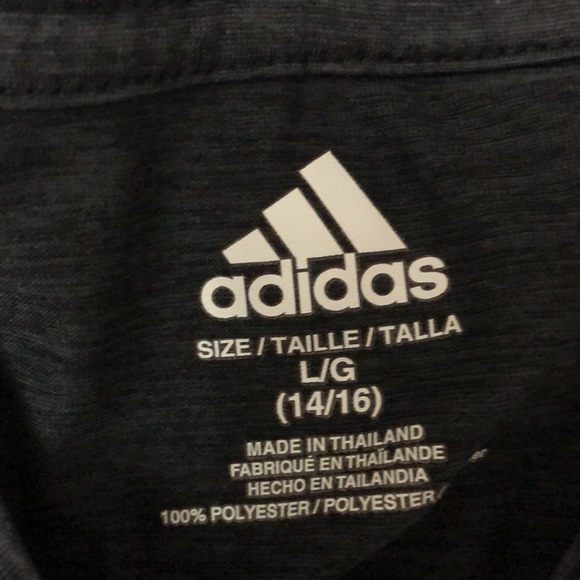 adidas
SIZE / TAILLE / TALLA
L/G
(14/16)
MADE IN THAILAND
FABRIQUÉ EN THAÏLANDE
HECHO EN TAILANDIA
100% POLYESTER / POLYESTER /